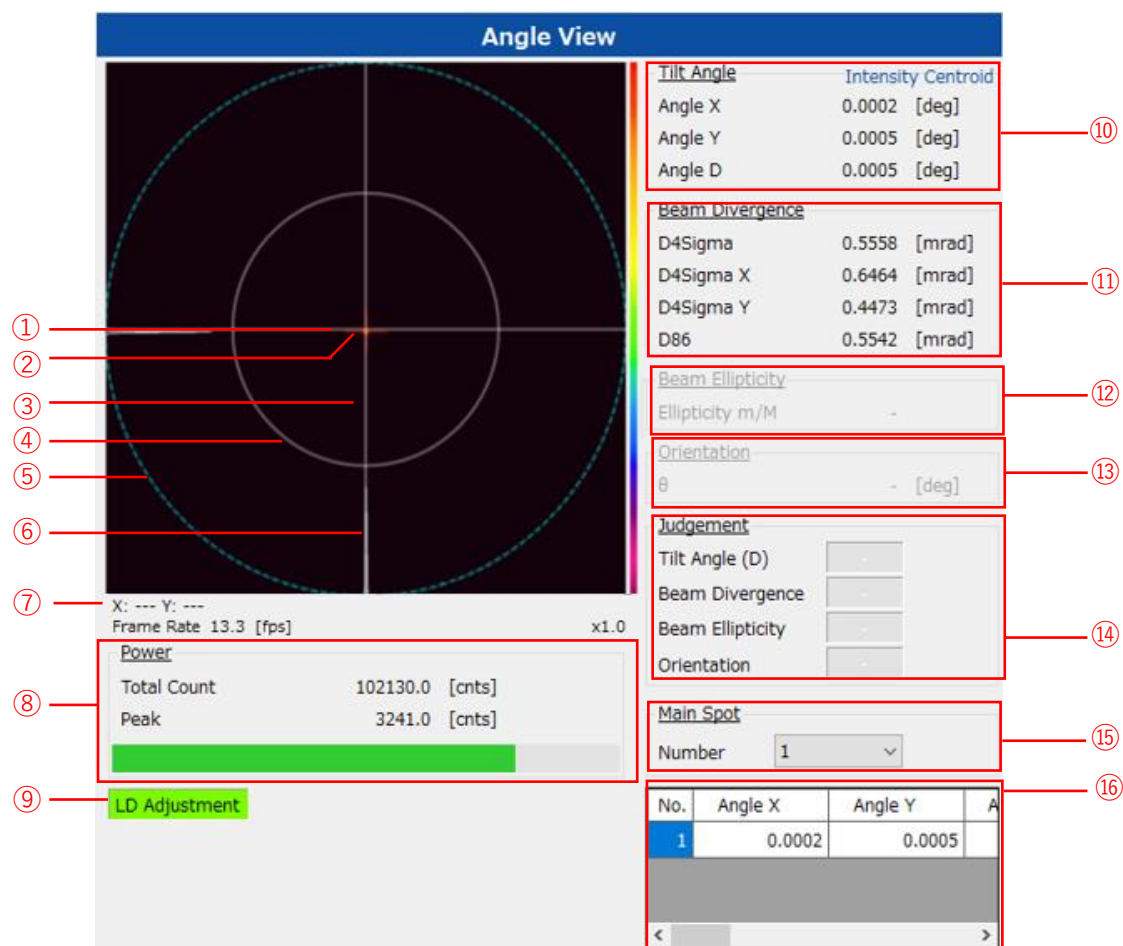 Angle View
Tilt Angle Intensity Centroid
Angle X 0.0002 [deg]
Angle Y 0.0005 [deg]
Angle D 0.0005 [deg]
⑩
Beam Divergence
D4Sigma 0.5558 [mrad]
D4Sigma X 0.6464 [mrad]
D4Sigma Y 0.4473 [mrad]
D86 0.5542 [mrad]
⑪
Beam Ellipticity
Ellipticity m/M -
⑫
Orientation
θ - [deg]
⑬
Judgement
Tilt Angle (D) -
Beam Divergence -
Beam Ellipticity -
Orientation -
⑭
①
②
③
④
⑤
⑥
⑦
X: --- Y: ---
Frame Rate 13.3 [fps] x1.0
⑧
Power
Total Count 102130.0 [cnts]
Peak 3241.0 [cnts]
⑨
LD Adjustment
Main Spot
Number 1
⑮
⑯
No. Angle X Angle Y A
1 0.0002 0.0005